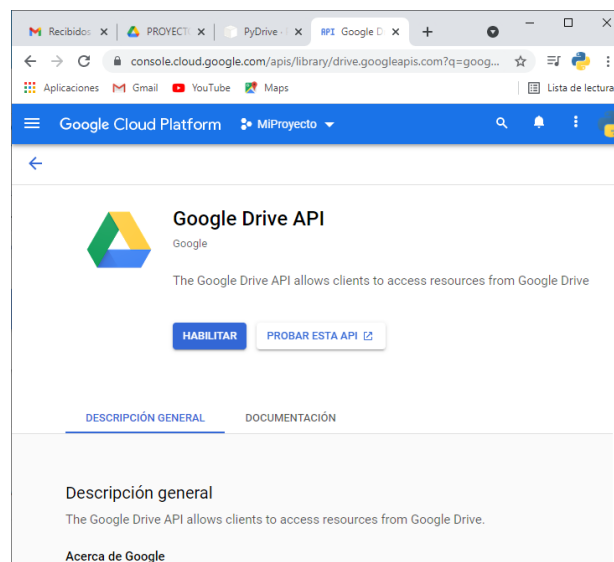 Recibidos
PROYECT
PyDrive -
API Google D
console.cloud.google.com/apis/library/drive.googleapis.com?q=goog...
Aplicaciones Gmail YouTube Maps Lista de lectura
Google Cloud Platform MiProyecto
Google Drive API
Google
The Google Drive API allows clients to access resources from Google Drive
HABILITAR PROBAR ESTA API
DESCRIPCIÓN GENERAL DOCUMENTACIÓN
Descripción general
The Google Drive API allows clients to access resources from Google Drive.
Acerca de Google